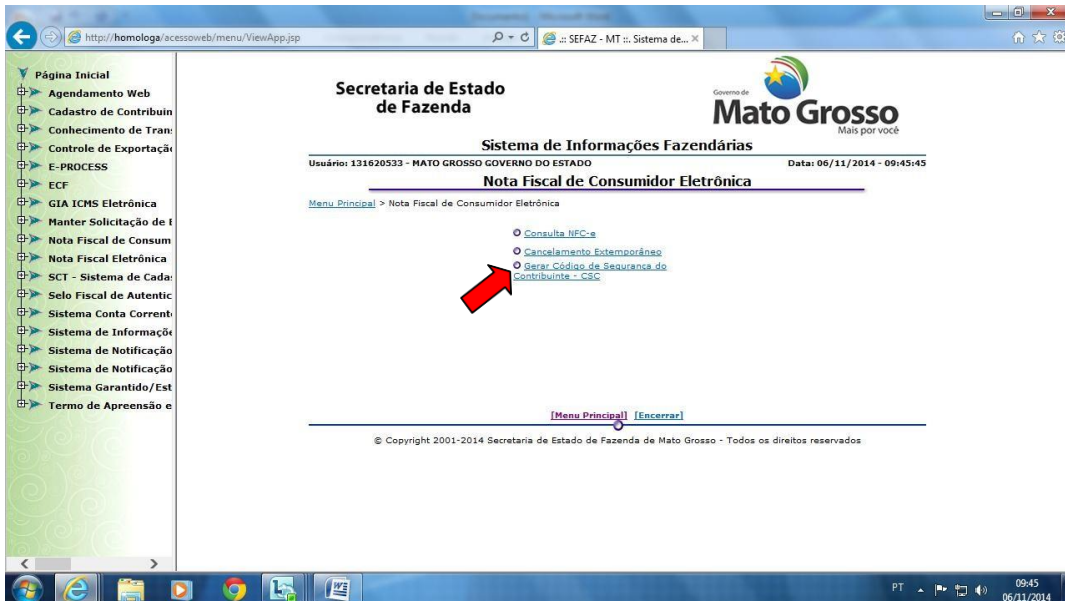 http://homologa/acessoweb/menu/ViewApp.jsp
.:: SEFAZ - MT ::. Sistema de...
Página Inicial
Agendamento Web
Cadastro de Contribuin
Conhecimento de Tran
Controle de Exportaçã
E-PROCESS
ECF
GIA ICMS Eletrônica
Manter Solicitação de
Nota Fiscal de Consum
Nota Fiscal Eletrônica
SCT - Sistema de Cada
Selo Fiscal de Autentic
Sistema Conta Corrent
Sistema de Informaçõe
Sistema de Notificação
Sistema de Notificação
Sistema Garantido/Est
Termo de Apreensão e
Secretaria de Estado
de Fazenda
Governo de
Mato Grosso
Mais por você
Sistema de Informações Fazendárias
Usuário: 131620533 - MATO GROSSO GOVERNO DO ESTADO Data: 06/11/2014 - 09:45:45
Nota Fiscal de Consumidor Eletrônica
Menu Principal > Nota Fiscal de Consumidor Eletrônica
Consulta NFC-e
Cancelamento Extemporâneo
Gerar Código de Segurança do
Contribuinte - CSC
[Menu Principal] [Encerrar]
© Copyright 2001-2014 Secretaria de Estado de Fazenda de Mato Grosso - Todos os direitos reservados
PT
09:45
06/11/2014